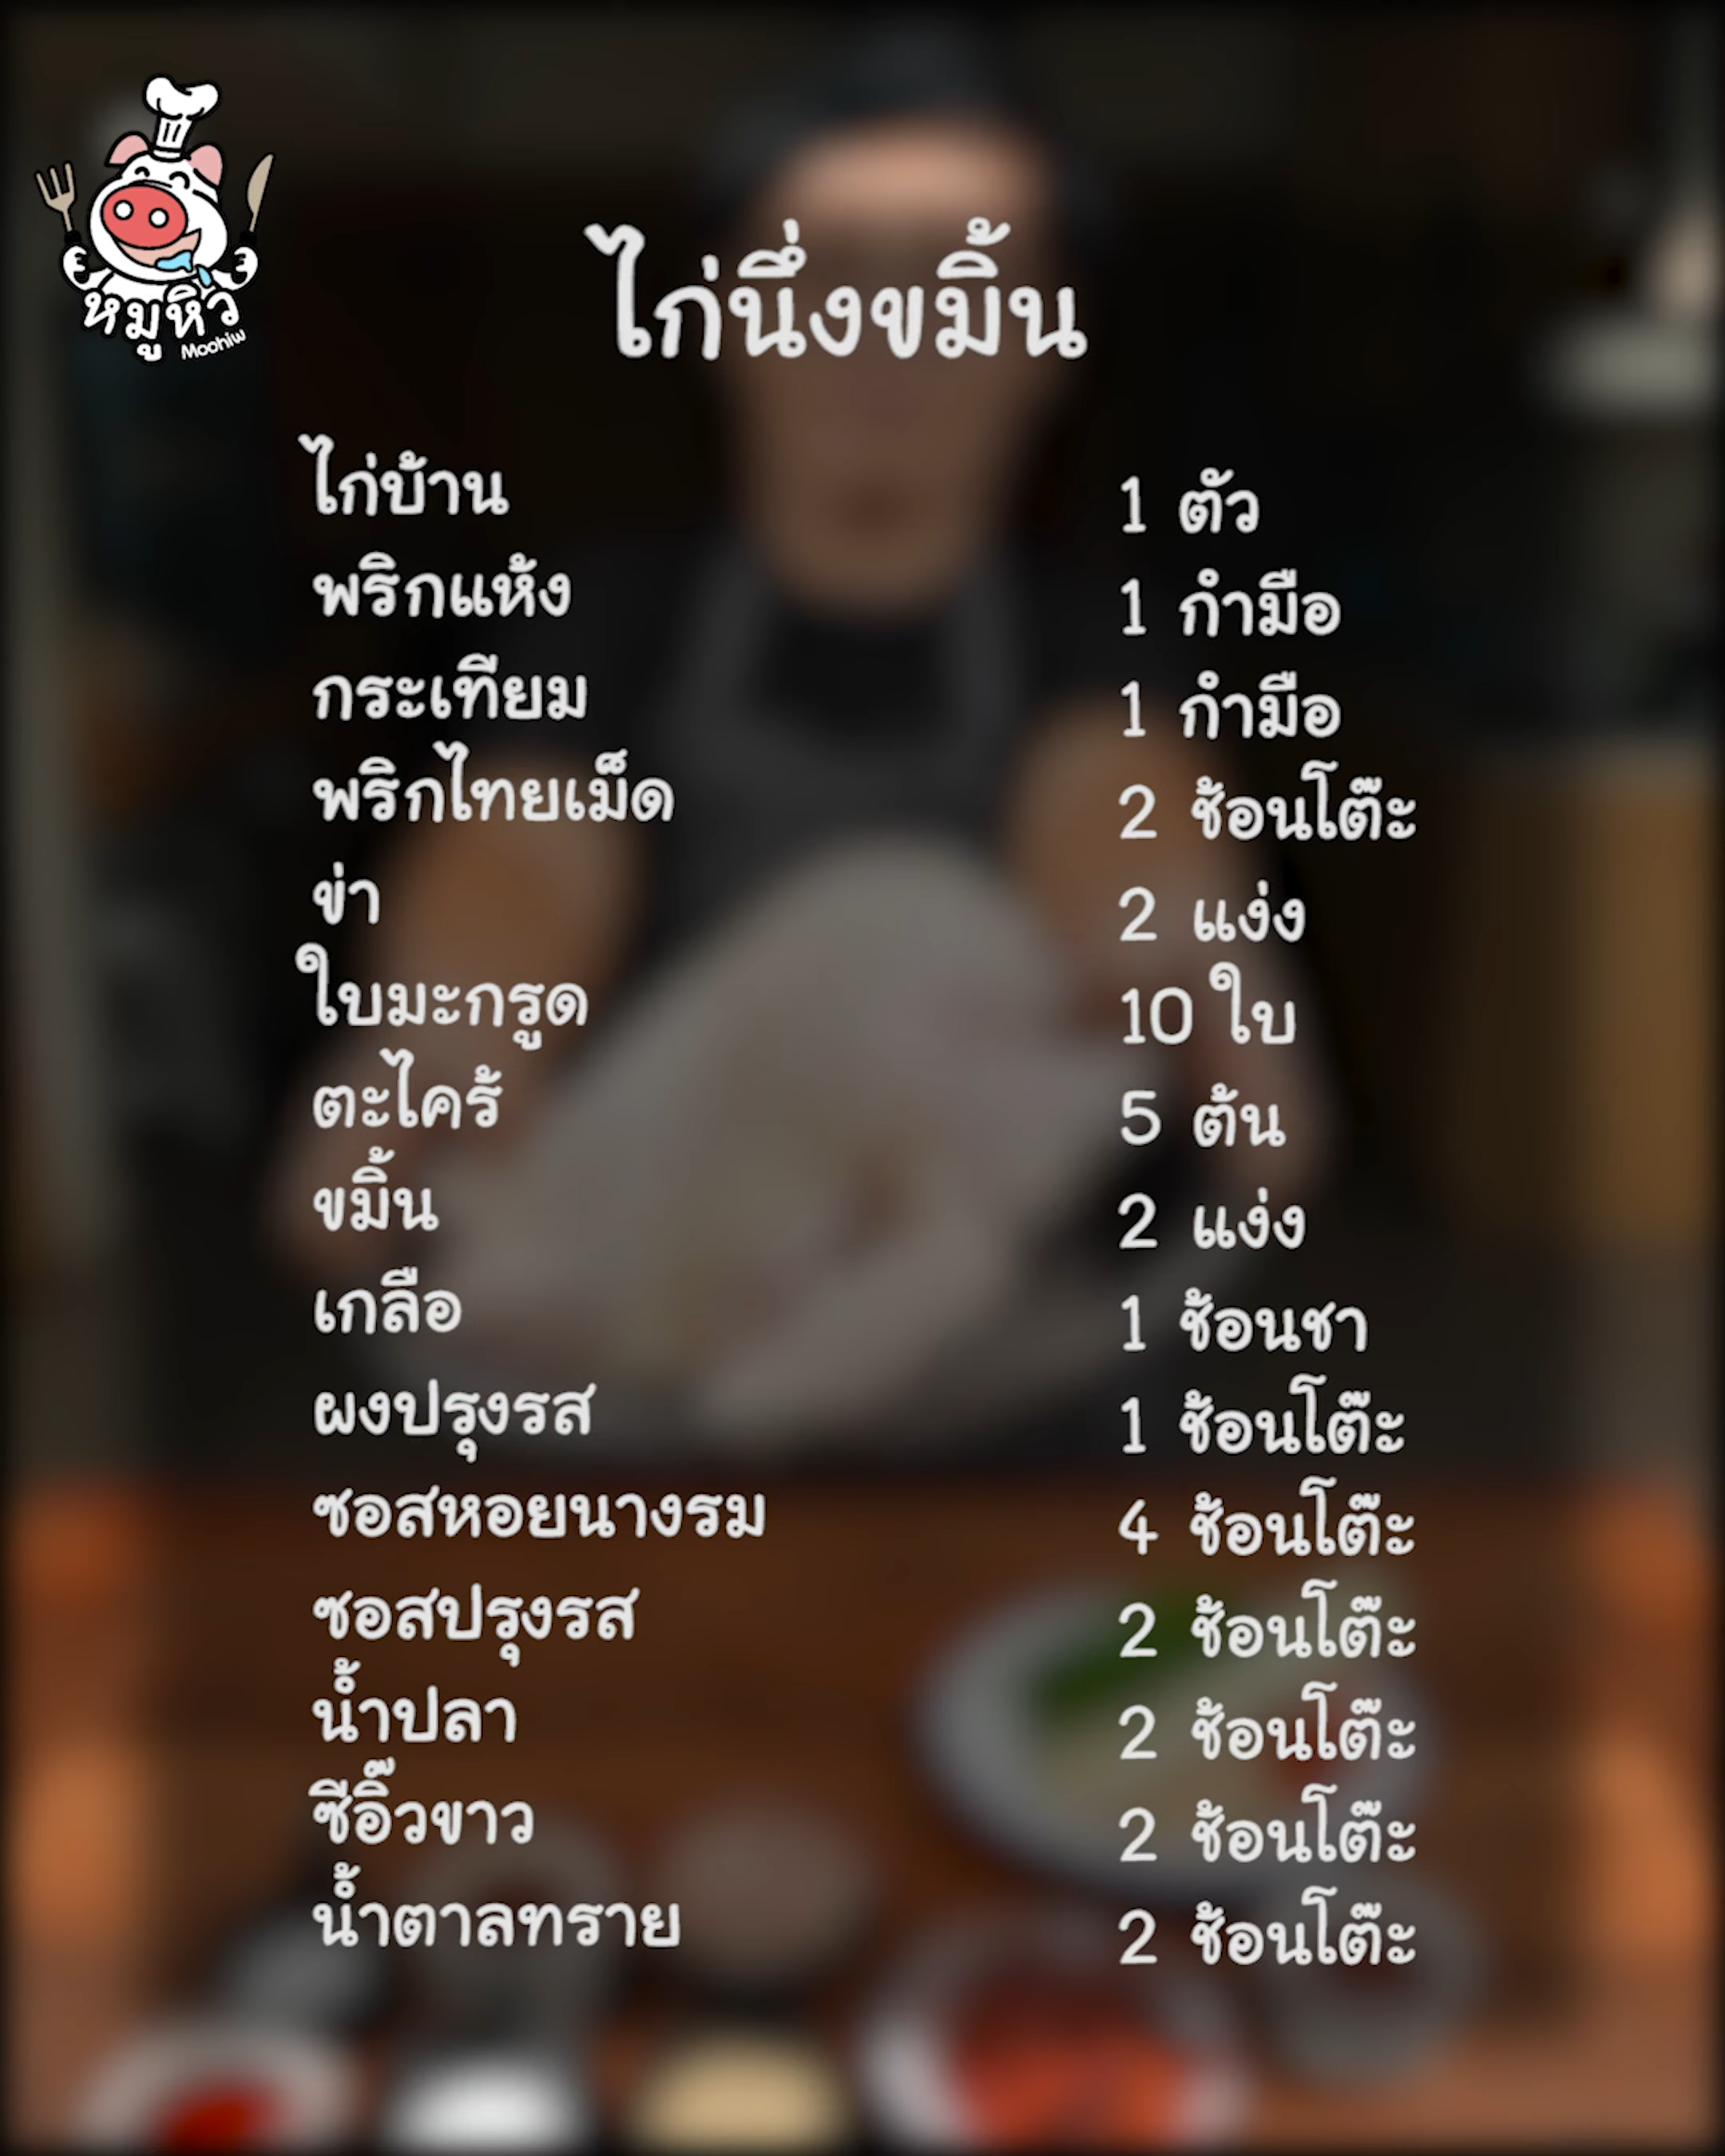 หมูหิว
Moohiw
ไก่นึ่งขมิ้น
ไก่บ้าน 1 ตัว
พริกแห้ง 1 กำมือ
กระเทียม 1 กำมือ
พริกไทยเม็ด 2 ช้อนโต๊ะ
ข่า 2 แง่ง
ใบมะกรูด 10 ใบ
ตะไคร้ 5 ต้น
ขมิ้น 2 แง่ง
เกลือ 1 ช้อนชา
ผงปรุงรส 1 ช้อนโต๊ะ
ซอสหอยนางรม 4 ช้อนโต๊ะ
ซอสปรุงรส 2 ช้อนโต๊ะ
น้ำปลา 2 ช้อนโต๊ะ
ซีอิ๊วขาว 2 ช้อนโต๊ะ
น้ำตาลทราย 2 ช้อนโต๊ะ